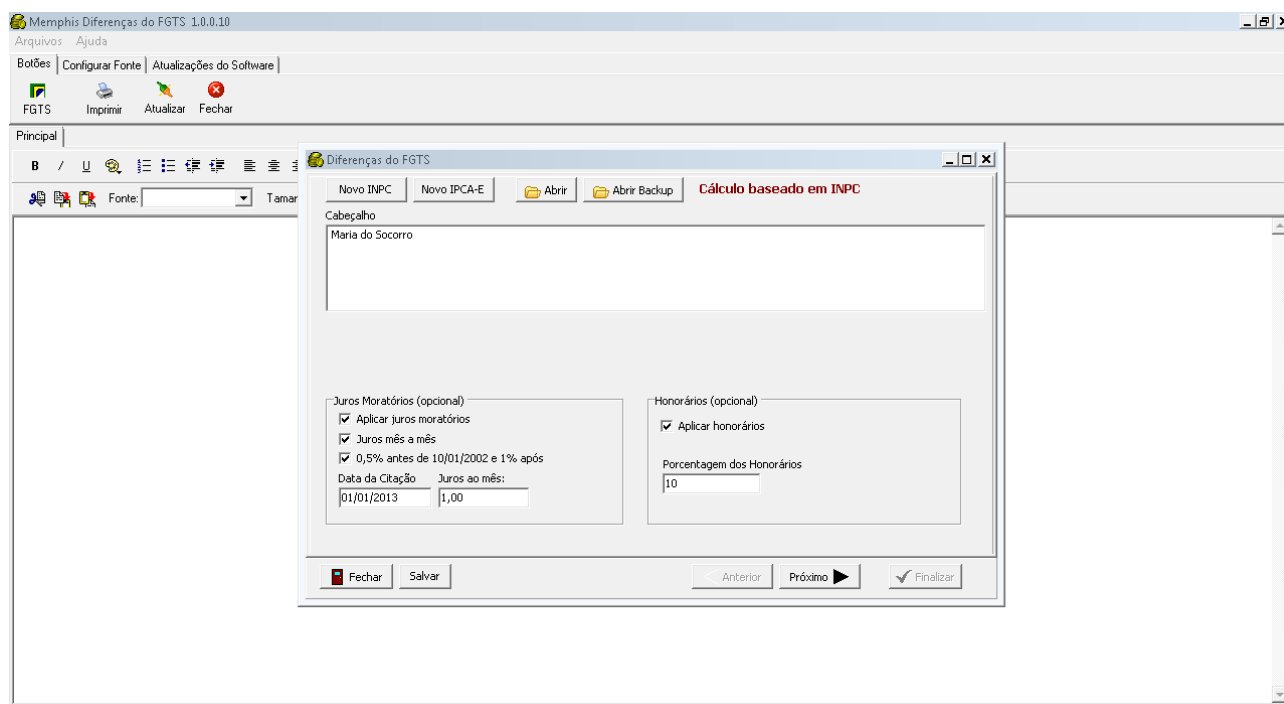 Memphis Diferenças do FGTS 1.0.0.10
Arquivos Ajuda
Botões Configurar Fonte Atualizações do Software
FGTS Imprimir Atualizar Fechar
Principal
B I U
Fonte: Tamar
Diferenças do FGTS
Novo INPC Novo IPCA-E Abrir Abrir Backup Cálculo baseado em INPC
Cabeçalho
Maria do Socorro
Juros Moratórios (opcional)
Aplicar juros moratórios
Juros mês a mês
0,5% antes de 10/01/2002 e 1% após
Data da Citação Juros ao mês:
01/01/2013 1,00
Honorários (opcional)
Aplicar honorários
Porcentagem dos Honorários
10
Fechar Salvar Anterior Próximo Finalizar